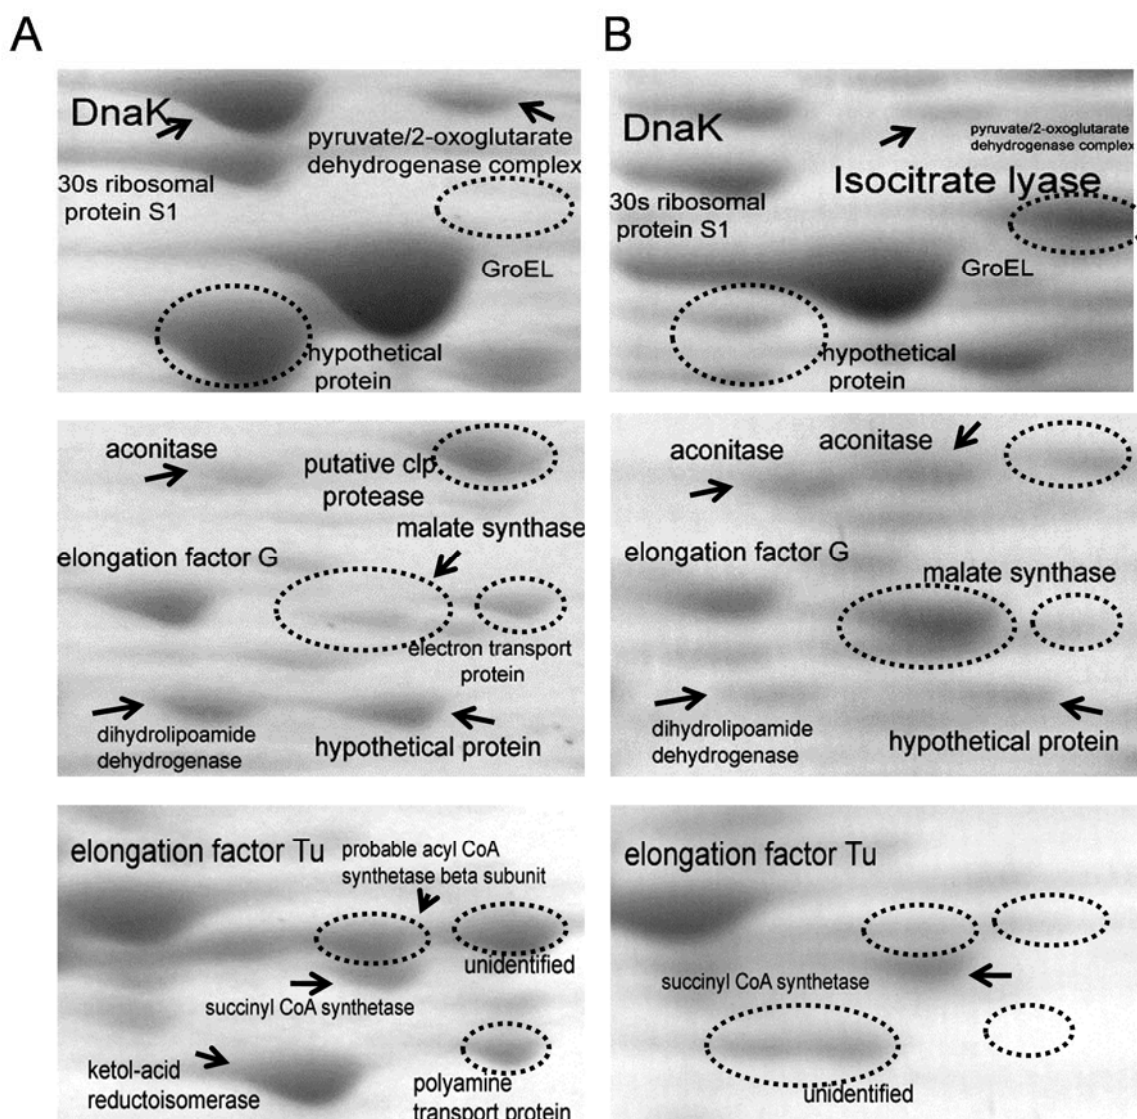 A
B
DnaK
pyruvate/2-oxoglutarate
dehydrogenase complex
30s ribosomal
protein S1
GroEL
hypothetical
protein
DnaK
pyruvate/2-oxoglutarate
dehydrogenase complex
Isocitrate lyase
30s ribosomal
protein S1
GroEL
hypothetical
protein
aconitase
putative clp
protease
malate synthase
elongation factor G
electron transport
protein
dihydrolipoamide
dehydrogenase
hypothetical protein
aconitase
aconitase
elongation factor G
malate synthase
dihydrolipoamide
dehydrogenase
hypothetical protein
elongation factor Tu
probable acyl CoA
synthetase beta subunit
unidentified
succinyl CoA synthetase
ketol-acid
reductoisomerase
polyamine
transport protein
elongation factor Tu
succinyl CoA synthetase
unidentified